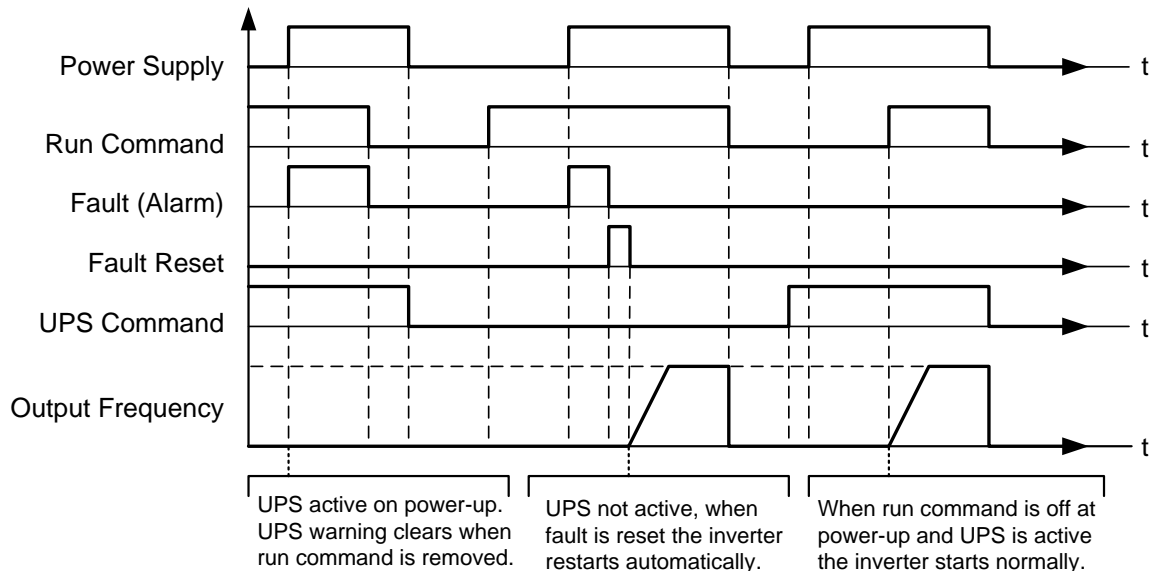 Power Supply
t
Run Command
t
Fault (Alarm)
t
Fault Reset
t
UPS Command
t
Output Frequency
t
UPS active on power-up.
UPS warning clears when
run command is removed.
UPS not active, when
fault is reset the inverter
restarts automatically.
When run command is off at
power-up and UPS is active
the inverter starts normally.